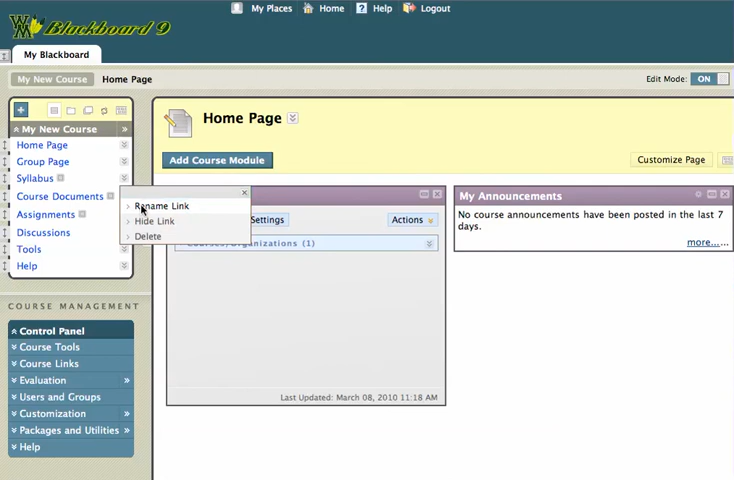 My Places Home Help Logout
WM Blackboard 9
My Blackboard
My New Course Home Page
Edit Mode: ON
My New Course
Home Page
Group Page
Syllabus
Course Documents
Assignments
Discussions
Tools
Help
Rename Link
Hide Link
Delete
COURSE MANAGEMENT
Control Panel
Course Tools
Course Links
Evaluation
Users and Groups
Customization
Packages and Utilities
Help
Home Page
Add Course Module
Customize Page
Settings
Actions
Courses/Organizations (1)
Last Updated: March 08, 2010 11:18 AM
My Announcements
No course announcements have been posted in the last 7
days.
more...